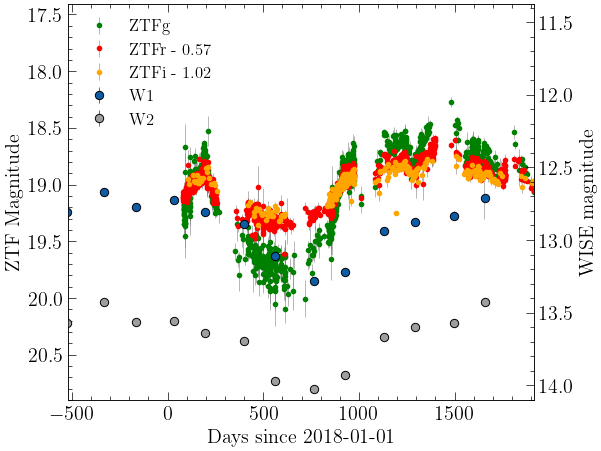 ZTFg
ZTFr - 0.57
ZTFi - 1.02
W1
W2
17.5
18.0
18.5
19.0
19.5
20.0
20.5
ZTF Magnitude
11.5
12.0
12.5
13.0
13.5
14.0
WISE magnitude
−500
0
500
1000
1500
Days since 2018-01-01